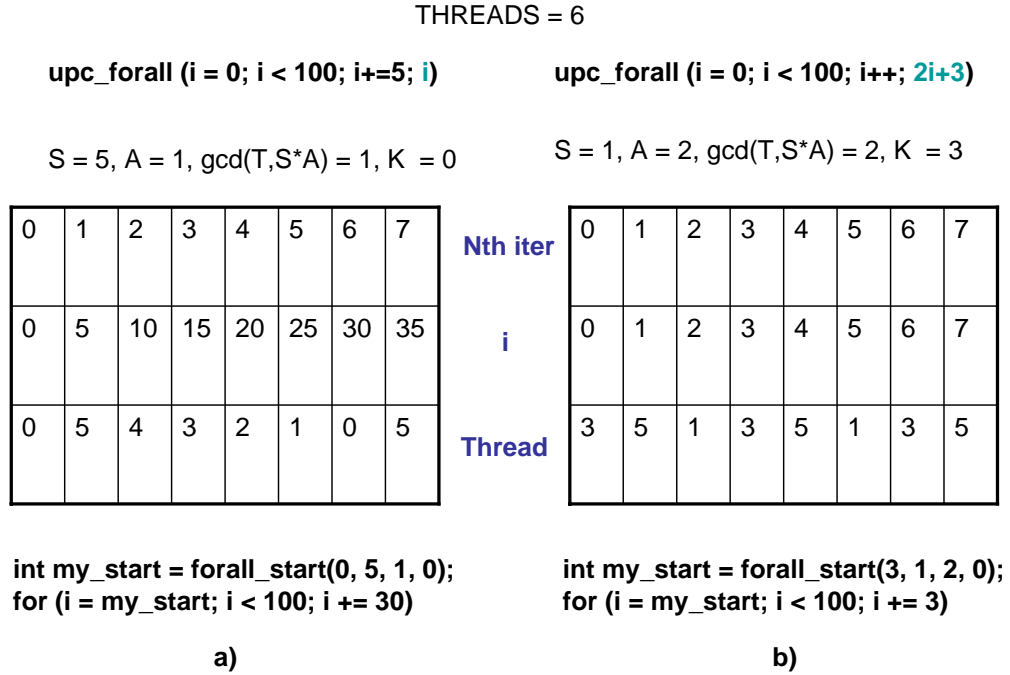 THREADS = 6
upc_forall (i = 0; i < 100; i+=5; i)
upc_forall (i = 0; i < 100; i++; 2i+3)
S = 5, A = 1, gcd(T,S*A) = 1, K = 0
S = 1, A = 2, gcd(T,S*A) = 2, K = 3
0 1 2 3 4 5 6 7
Nth iter
0 1 2 3 4 5 6 7
0 5 10 15 20 25 30 35
i
0 1 2 3 4 5 6 7
0 5 4 3 2 1 0 5
Thread
3 5 1 3 5 1 3 5
int my_start = forall_start(0, 5, 1, 0);
for (i = my_start; i < 100; i += 30)
a)
int my_start = forall_start(3, 1, 2, 0);
for (i = my_start; i < 100; i += 3)
b)